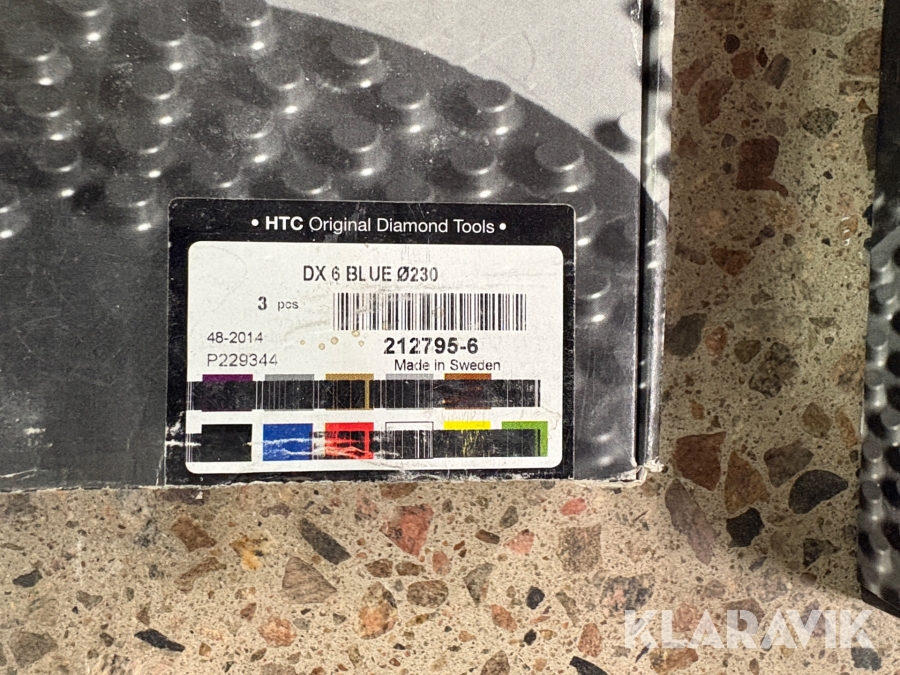 • HTC Original Diamond Tools •
DX 6 BLUE Ø230
3 pcs
48-2014
212795-6
P229344
Made in Sweden
KLARAVIK